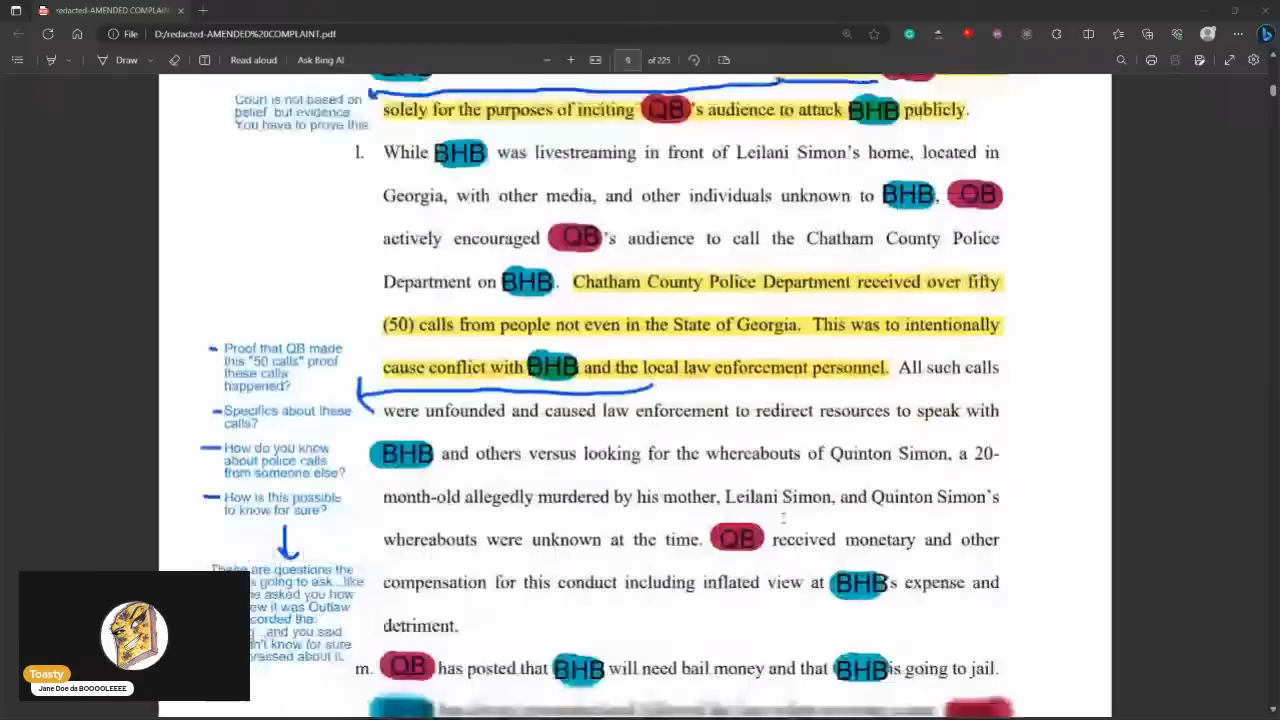 redacted-AMENDED COMPLAIN
File D:/redacted-AMENDED%20COMPLAINT.pdf
Draw Read aloud Ask Bing AI 9 of 225
Court is not based on
belief but evidence
You have to prove this
solely for the purposes of inciting QB's audience to attack BHB publicly.
l. While BHB was livestreaming in front of Leilani Simon's home, located in
Georgia, with other media, and other individuals unknown to BHB, QB
actively encouraged QB's audience to call the Chatham County Police
Department on BHB. Chatham County Police Department received over fifty
(50) calls from people not even in the State of Georgia. This was to intentionally
cause conflict with BHB and the local law enforcement personnel. All such calls
were unfounded and caused law enforcement to redirect resources to speak with
BHB and others versus looking for the whereabouts of Quinton Simon, a 20-
month-old allegedly murdered by his mother, Leilani Simon, and Quinton Simon's
whereabouts were unknown at the time. QB received monetary and other
compensation for this conduct including inflated view at BHB's expense and
detriment.
m. QB has posted that BHB will need bail money and that BHB is going to jail.
Proof that QB made
this "50 calls" proof
these calls
happened?
Specifics about these
calls?
How do you know
about police calls
from someone else?
How is this possible
to know for sure?
These are questions the
going to ask...like
asked you how
it was Outlaw
the
and you said
know for sure
about it.
Toasty
Jane Doe da BOOOOLEEEE